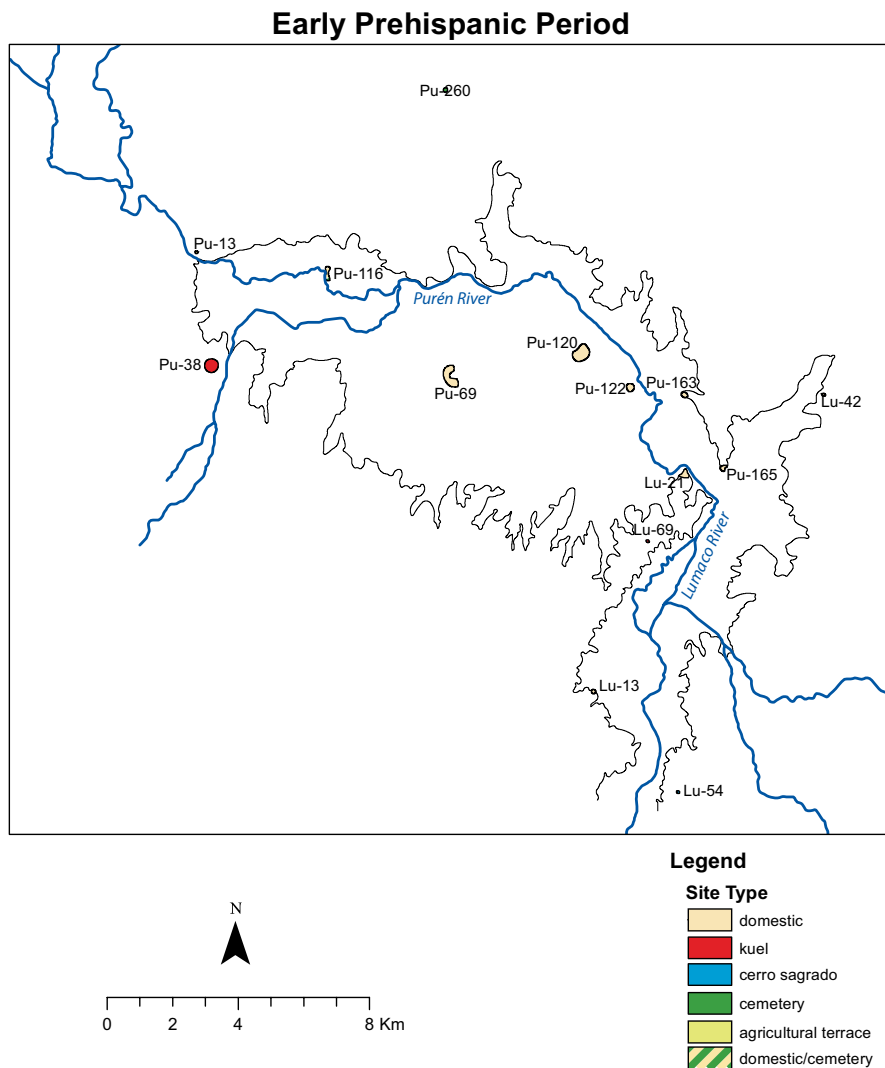 Early Prehispanic Period
Pu-260
Pu-13
Pu-116
Purén River
Pu-120
Pu-38
Pu-69
Pu-122
Pu-163
Lu-42
Pu-165
Lu-21
Lu-69
Lumaco River
Lu-13
Lu-54
Legend
Site Type
domestic
kuel
cerro sagrado
cemetery
agricultural terrace
domestic/cemetery
N
0 2 4 8 Km